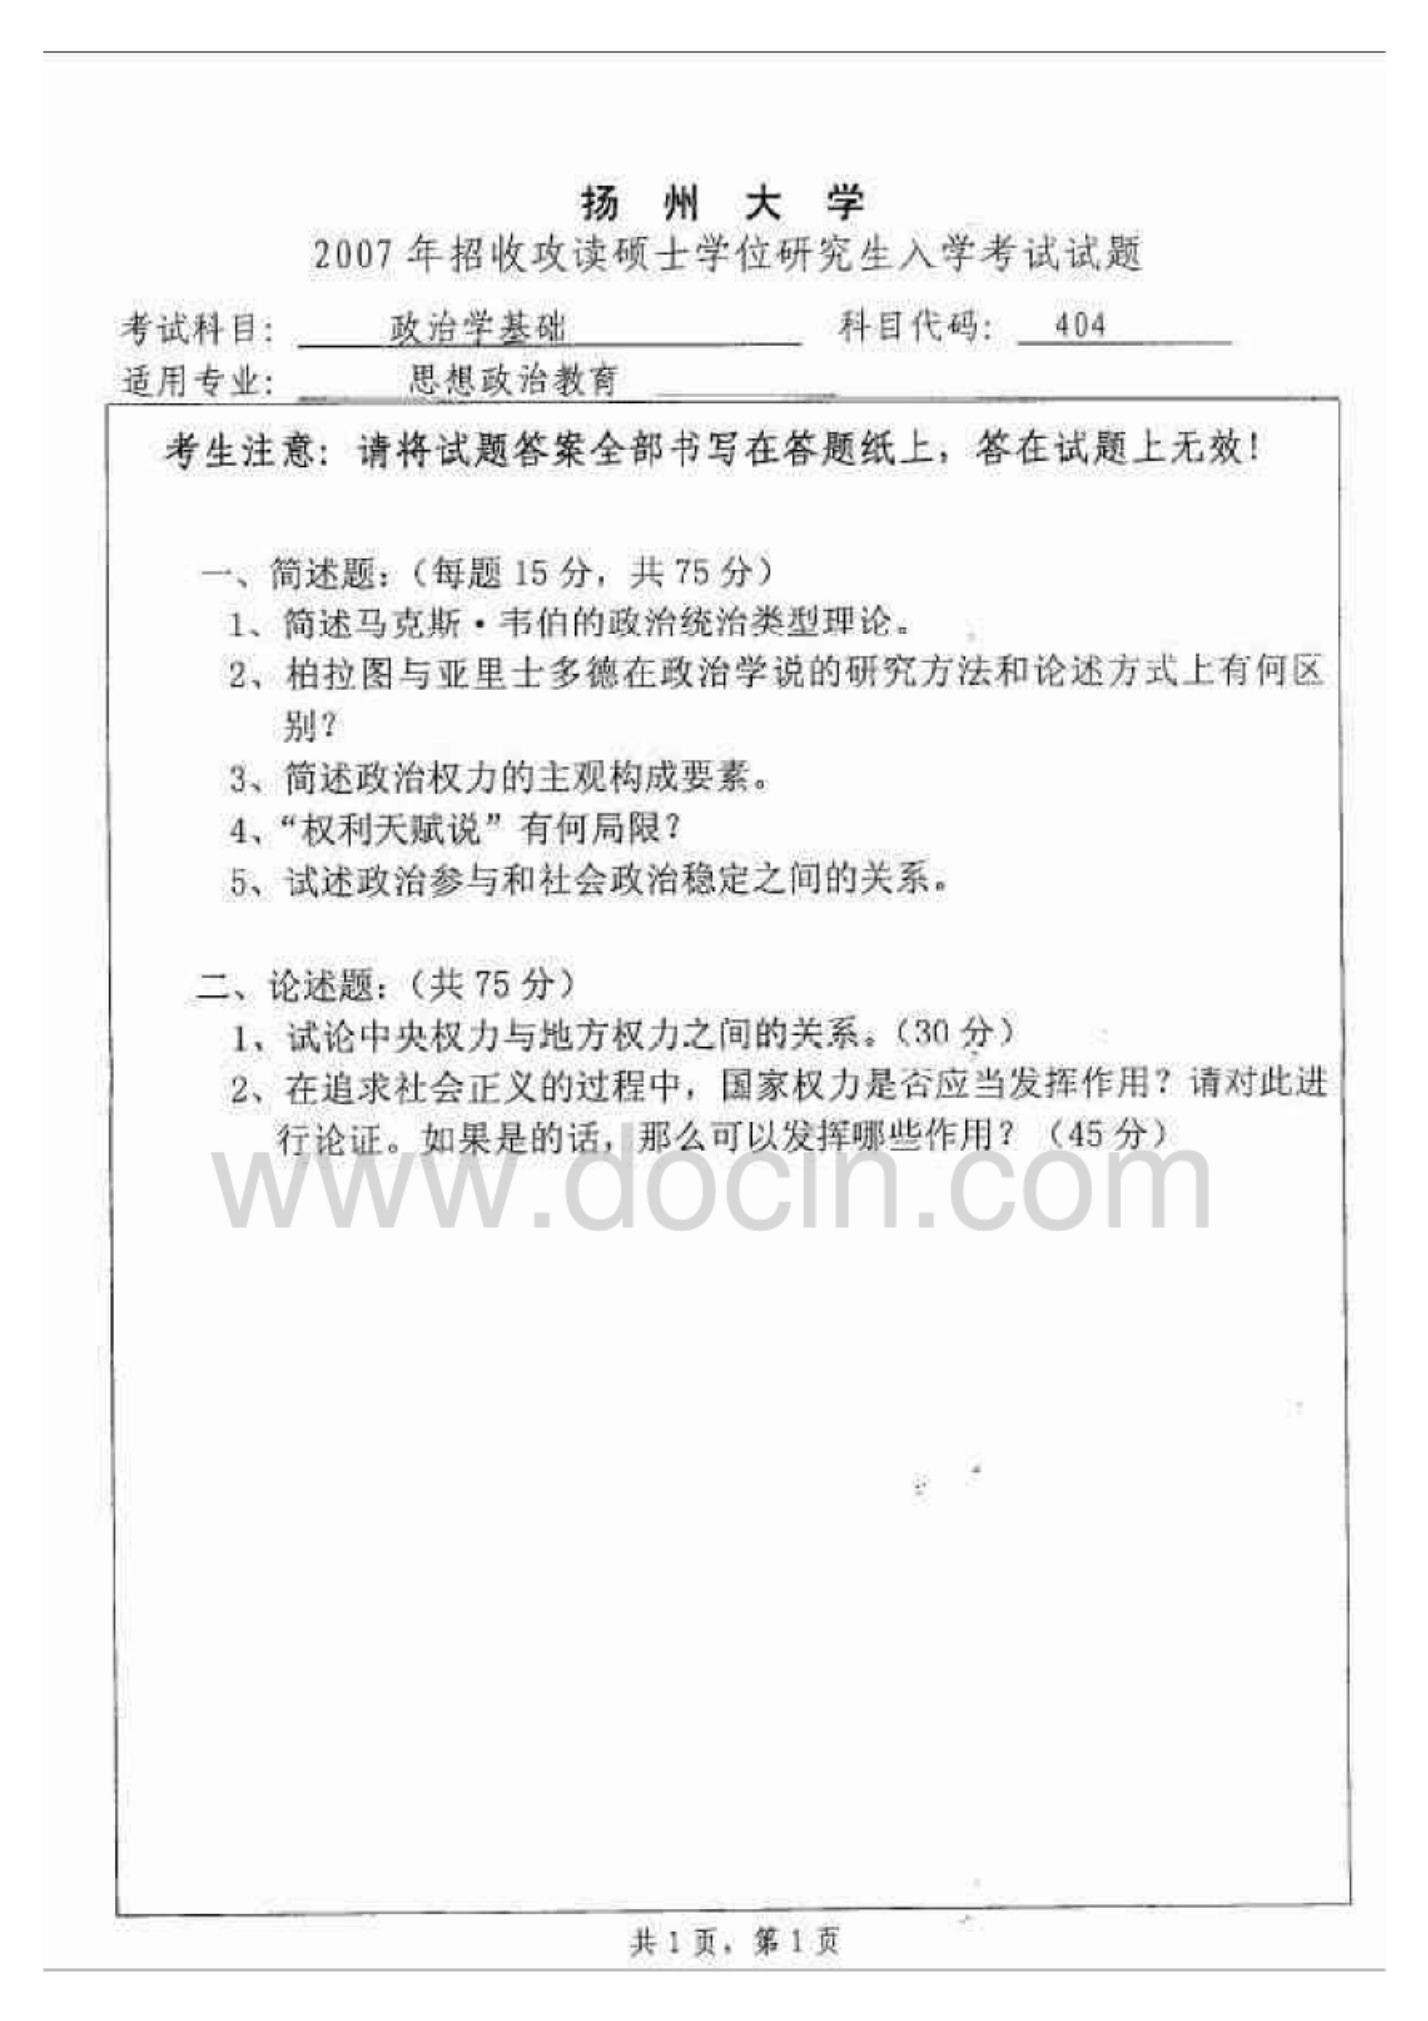 扬州大学
2007年招收攻读硕士学位研究生入学考试试题
考试科目: 政治学基础 科目代码: 404
适用专业: 思想政治教育
考生注意: 请将试题答案全部书写在答题纸上，答在试题上无效!
一、简述题:（每题15分，共75分）
1、简述马克斯·韦伯的政治统治类型理论。
2、柏拉图与亚里士多德在政治学说的研究方法和论述方式上有何区
别？
3、简述政治权力的主观构成要素。
4、“权利天赋说”有何局限？
5、试述政治参与和社会政治稳定之间的关系。
二、论述题:（共75分）
1、试论中央权力与地方权力之间的关系。（30分）
2、在追求社会正义的过程中，国家权力是否应当发挥作用？请对此进
行论证。如果是的话，那么可以发挥哪些作用？（45分）
www.docin.com
共1页，第1页